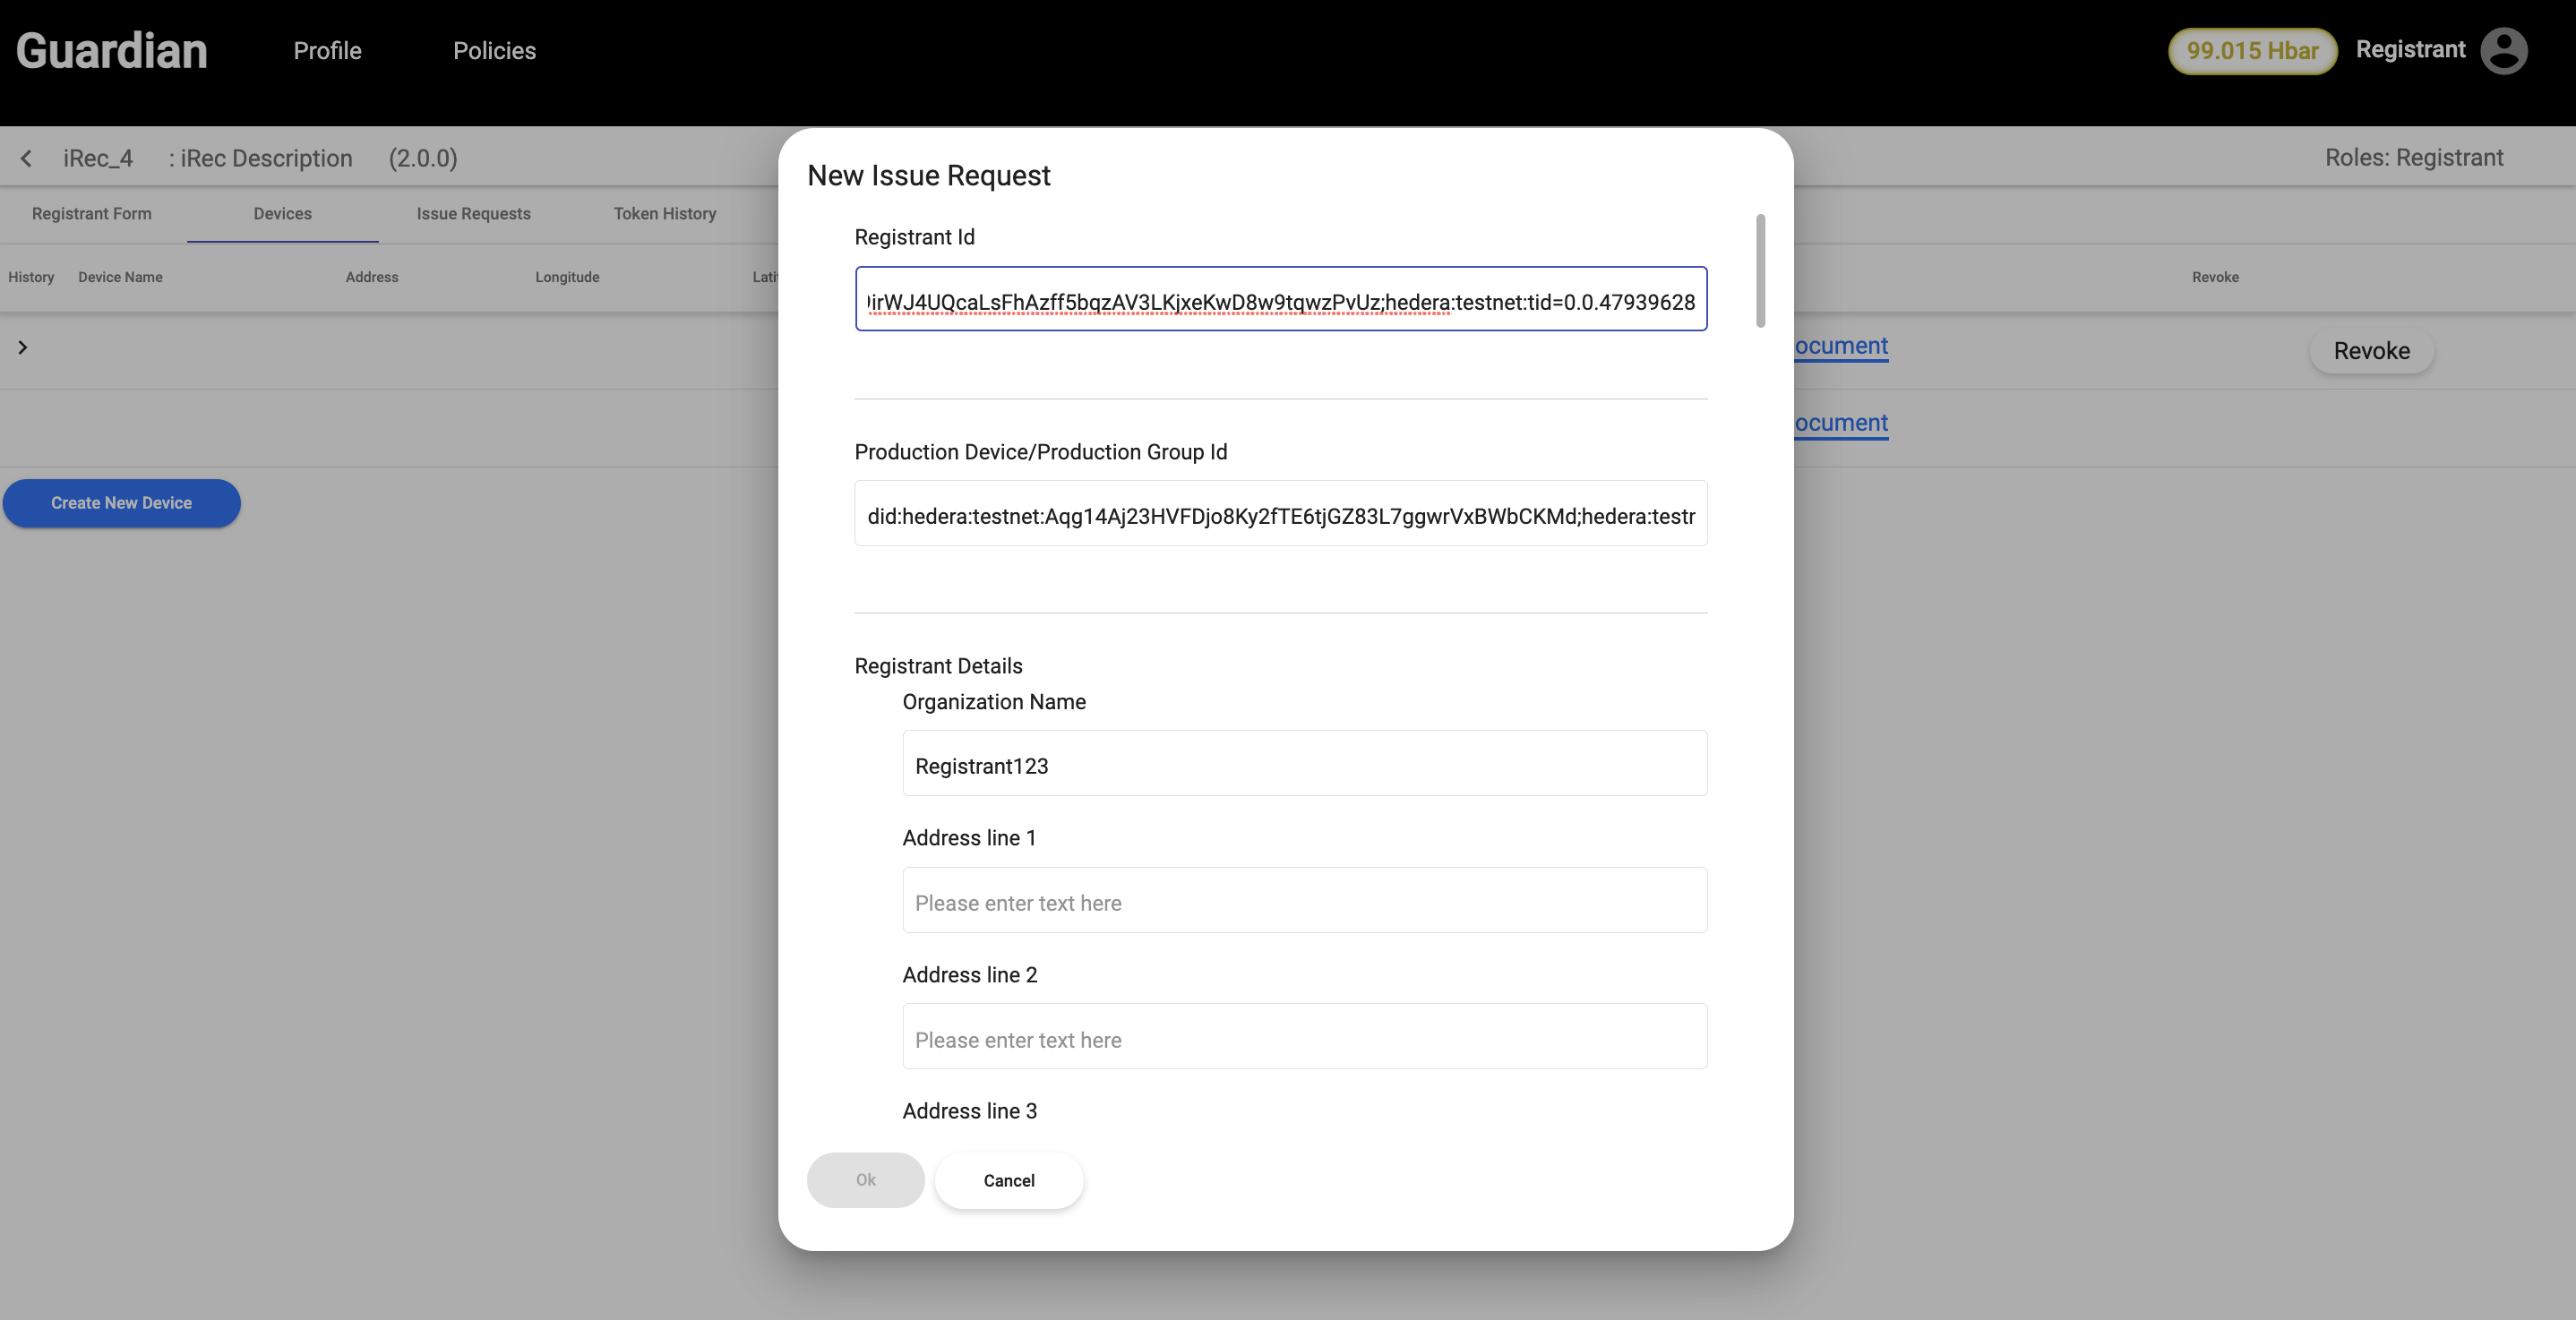 Guardian Profile Policies 99.015 Hbar Registrant
iRec_4 : iRec Description (2.0.0) Roles: Registrant
Registrant Form Devices Issue Requests Token History
History Device Name Address Longitude Revoke
ocument Revoke
ocument
Create New Device
New Issue Request
Registrant Id
irWJ4UQcaLsFhAzff5bqzAV3LKjxeKwD8w9tqwzPvUz;hedera:testnet:tid=0.0.47939628
Production Device/Production Group Id
did:hedera:testnet:Aqg14Aj23HVFDjo8Ky2fTE6tjGZ83L7ggwrVxBWbCKMd;hedera:testr
Registrant Details
Organization Name
Registrant123
Address line 1
Please enter text here
Address line 2
Please enter text here
Address line 3
Ok Cancel